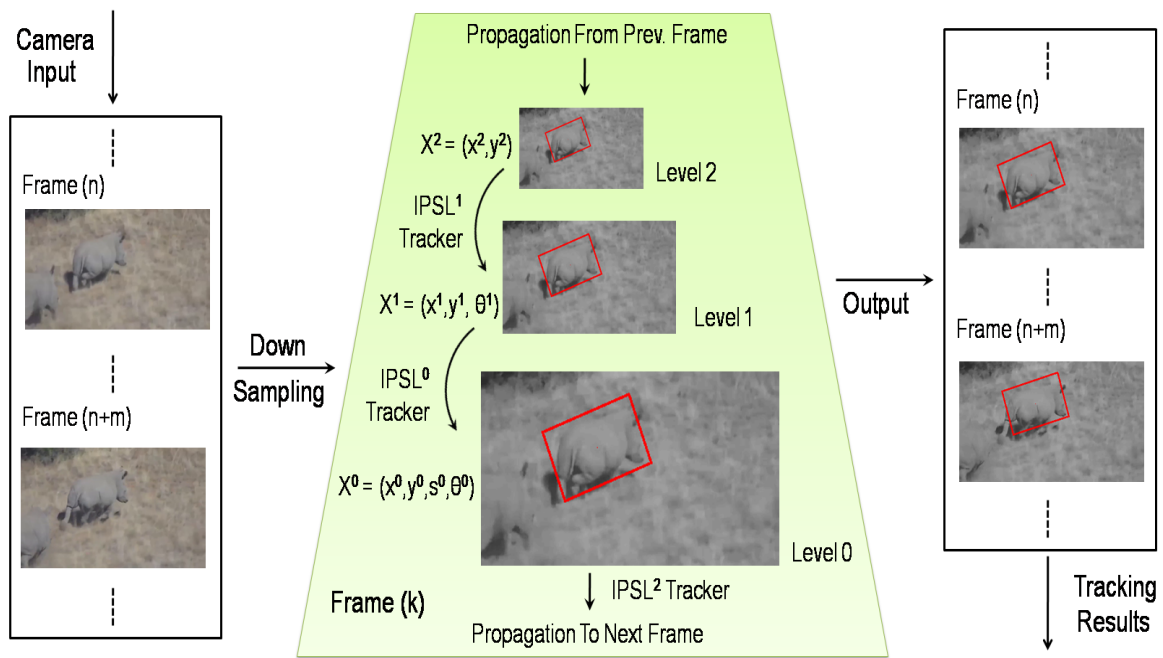 Camera
Input
Frame (n)
Frame (n+m)
Down
Sampling
Propagation From Prev. Frame
X² = (x²,y²)
Level 2
IPSL¹
Tracker
X¹ = (x¹,y¹, θ¹)
Level 1
IPSL⁰
Tracker
X⁰ = (x⁰,y⁰,s⁰,θ⁰)
Level 0
IPSL² Tracker
Frame (k)
Propagation To Next Frame
Output
Frame (n)
Frame (n+m)
Tracking
Results